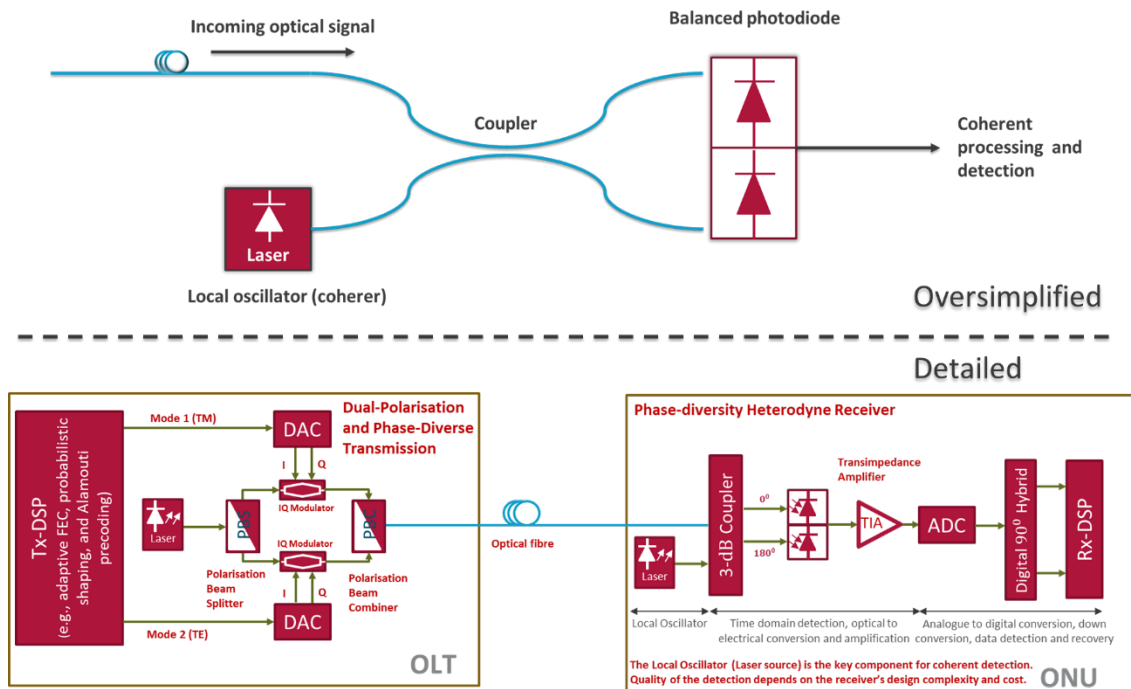 Incoming optical signal
Balanced photodiode
Coupler
Coherent
processing and
detection
Laser
Local oscillator (coherer)
Oversimplified
Detailed
Tx-DSP
(e.g., adaptive FEC, probabilistic
shaping, and Alamouti
precoding)
Mode 1 (TM)
DAC
Dual-Polarisation
and Phase-Diverse
Transmission
I
Q
IQ Modulator
Laser
PBS
PBC
IQ Modulator
Polarisation
Beam
Splitter
I
Q
Polarisation
Beam
Combiner
DAC
Mode 2 (TE)
OLT
Optical fibre
Phase-diversity Heterodyne Receiver
Laser
3-dB Coupler
0⁰
180⁰
Transimpedance
Amplifier
TIA
ADC
Digital 90⁰ Hybrid
Rx-DSP
Local Oscillator
Time domain detection, optical to
electrical conversion and amplification
Analogue to digital conversion, down
conversion, data detection and recovery
The Local Oscillator (Laser source) is the key component for coherent detection.
Quality of the detection depends on the receiver's design complexity and cost.
ONU